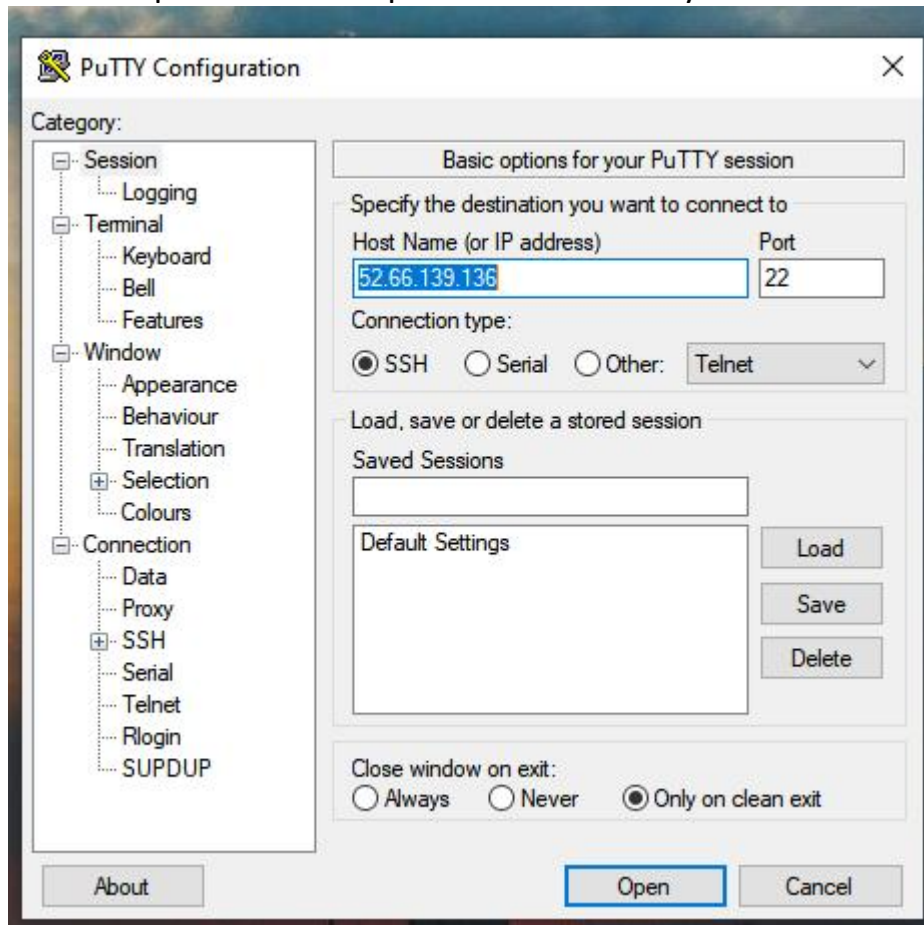 PuTTY Configuration
Category:
Session
Logging
Terminal
Keyboard
Bell
Features
Window
Appearance
Behaviour
Translation
Selection
Colours
Connection
Data
Proxy
SSH
Serial
Telnet
Rlogin
SUPDUP
Basic options for your PuTTY session
Specify the destination you want to connect to
Host Name (or IP address) Port
52.66.139.136 22
Connection type:
SSH Serial Other: Telnet
Load, save or delete a stored session
Saved Sessions
Default Settings
Load
Save
Delete
Close window on exit:
Always Never Only on clean exit
About Open Cancel